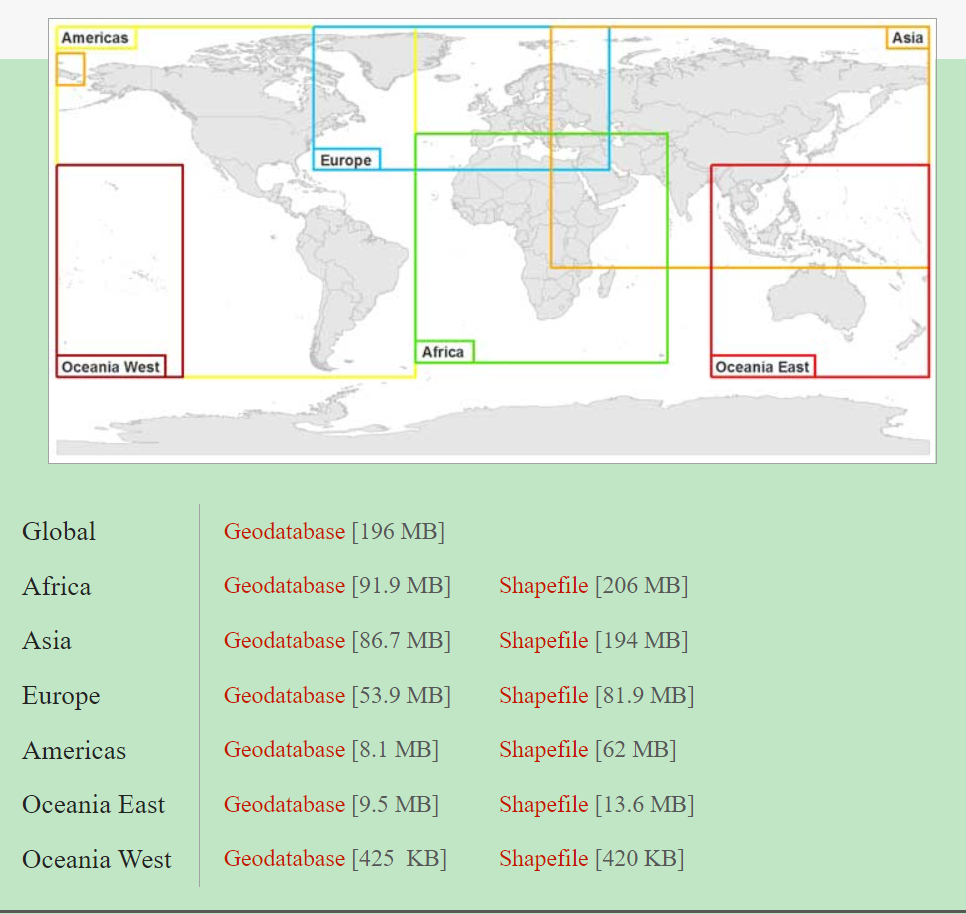 Americas
Asia
Europe
Africa
Oceania West
Oceania East
Global Geodatabase [196 MB]
Africa Geodatabase [91.9 MB] Shapefile [206 MB]
Asia Geodatabase [86.7 MB] Shapefile [194 MB]
Europe Geodatabase [53.9 MB] Shapefile [81.9 MB]
Americas Geodatabase [8.1 MB] Shapefile [62 MB]
Oceania East Geodatabase [9.5 MB] Shapefile [13.6 MB]
Oceania West Geodatabase [425  KB] Shapefile [420 KB]